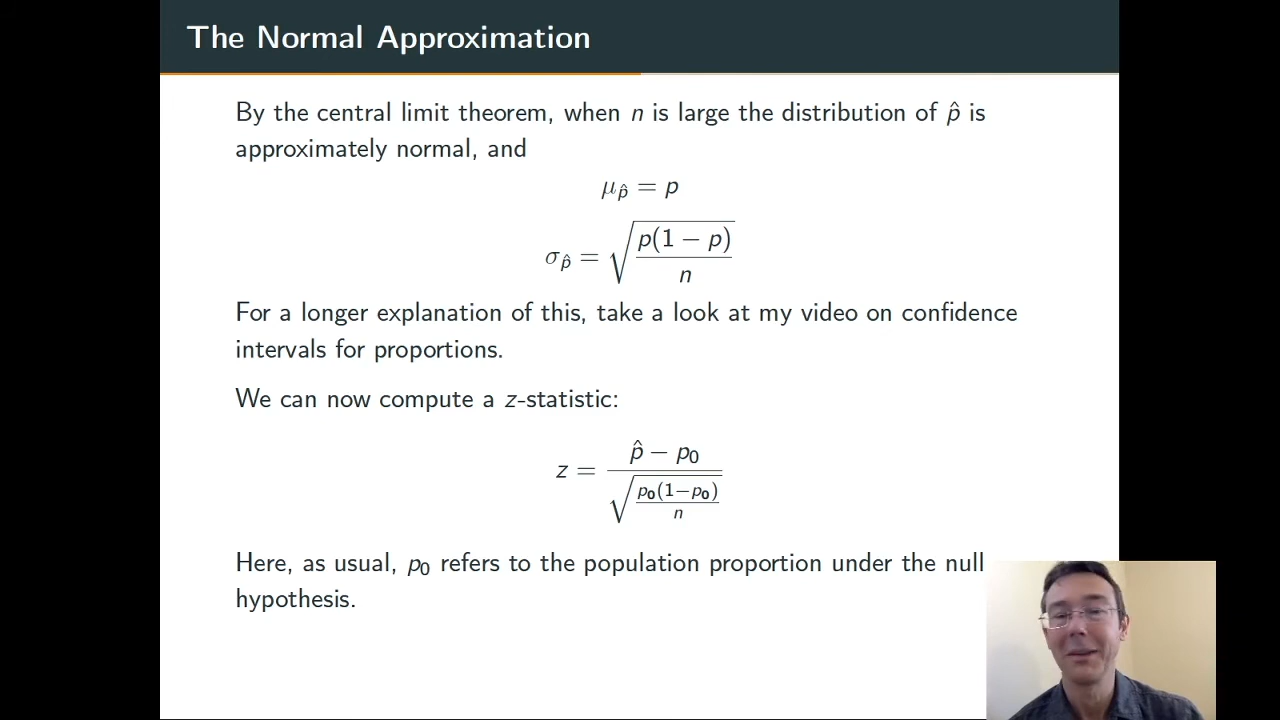 The Normal Approximation
By the central limit theorem, when n is large the distribution of p̂ is
approximately normal, and
μ_p̂ = p
σ_p̂ = √(p(1 − p)/n)
For a longer explanation of this, take a look at my video on confidence
intervals for proportions.
We can now compute a z-statistic:
z = (p̂ − p₀)/√(p₀(1−p₀)/n)
Here, as usual, p₀ refers to the population proportion under the null
hypothesis.